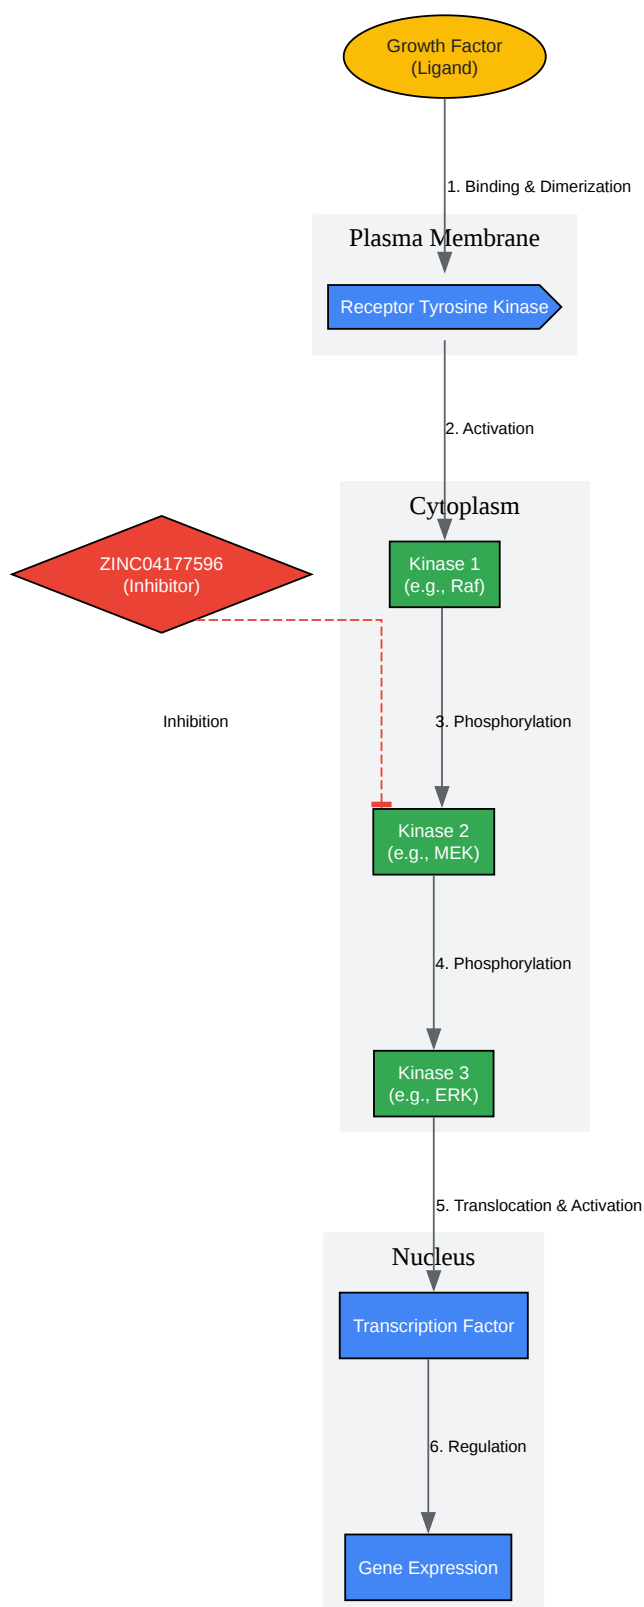 Growth Factor
(Ligand)
1. Binding & Dimerization
Plasma Membrane
Receptor Tyrosine Kinase
2. Activation
Cytoplasm
ZINC04177596
(Inhibitor)
Kinase 1
(e.g., Raf)
Inhibition
3. Phosphorylation
Kinase 2
(e.g., MEK)
4. Phosphorylation
Kinase 3
(e.g., ERK)
5. Translocation & Activation
Nucleus
Transcription Factor
6. Regulation
Gene Expression